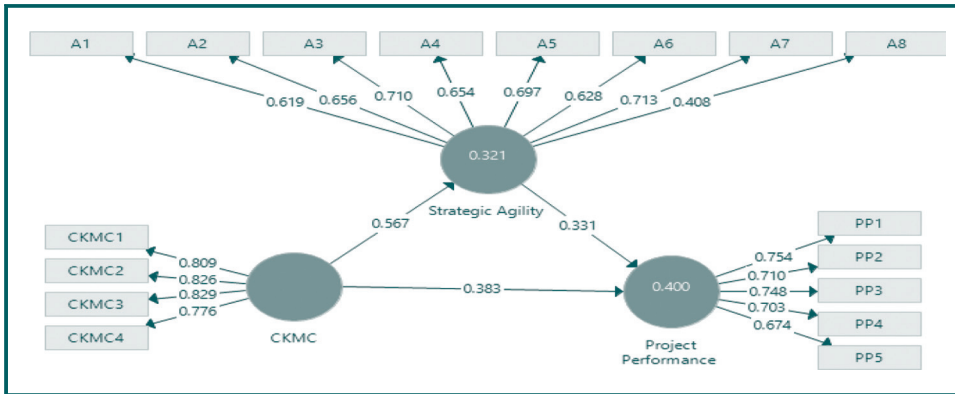 A1 A2 A3 A4 A5 A6 A7 A8
0.619 0.656 0.710 0.654 0.697 0.628 0.713 0.408
0.321
Strategic Agility
0.567
0.331
CKMC1
CKMC2
CKMC3
CKMC4
0.809
0.826
0.829
0.776
CKMC
0.383
0.400
Project
Performance
0.754
0.710
0.748
0.703
0.674
PP1
PP2
PP3
PP4
PP5